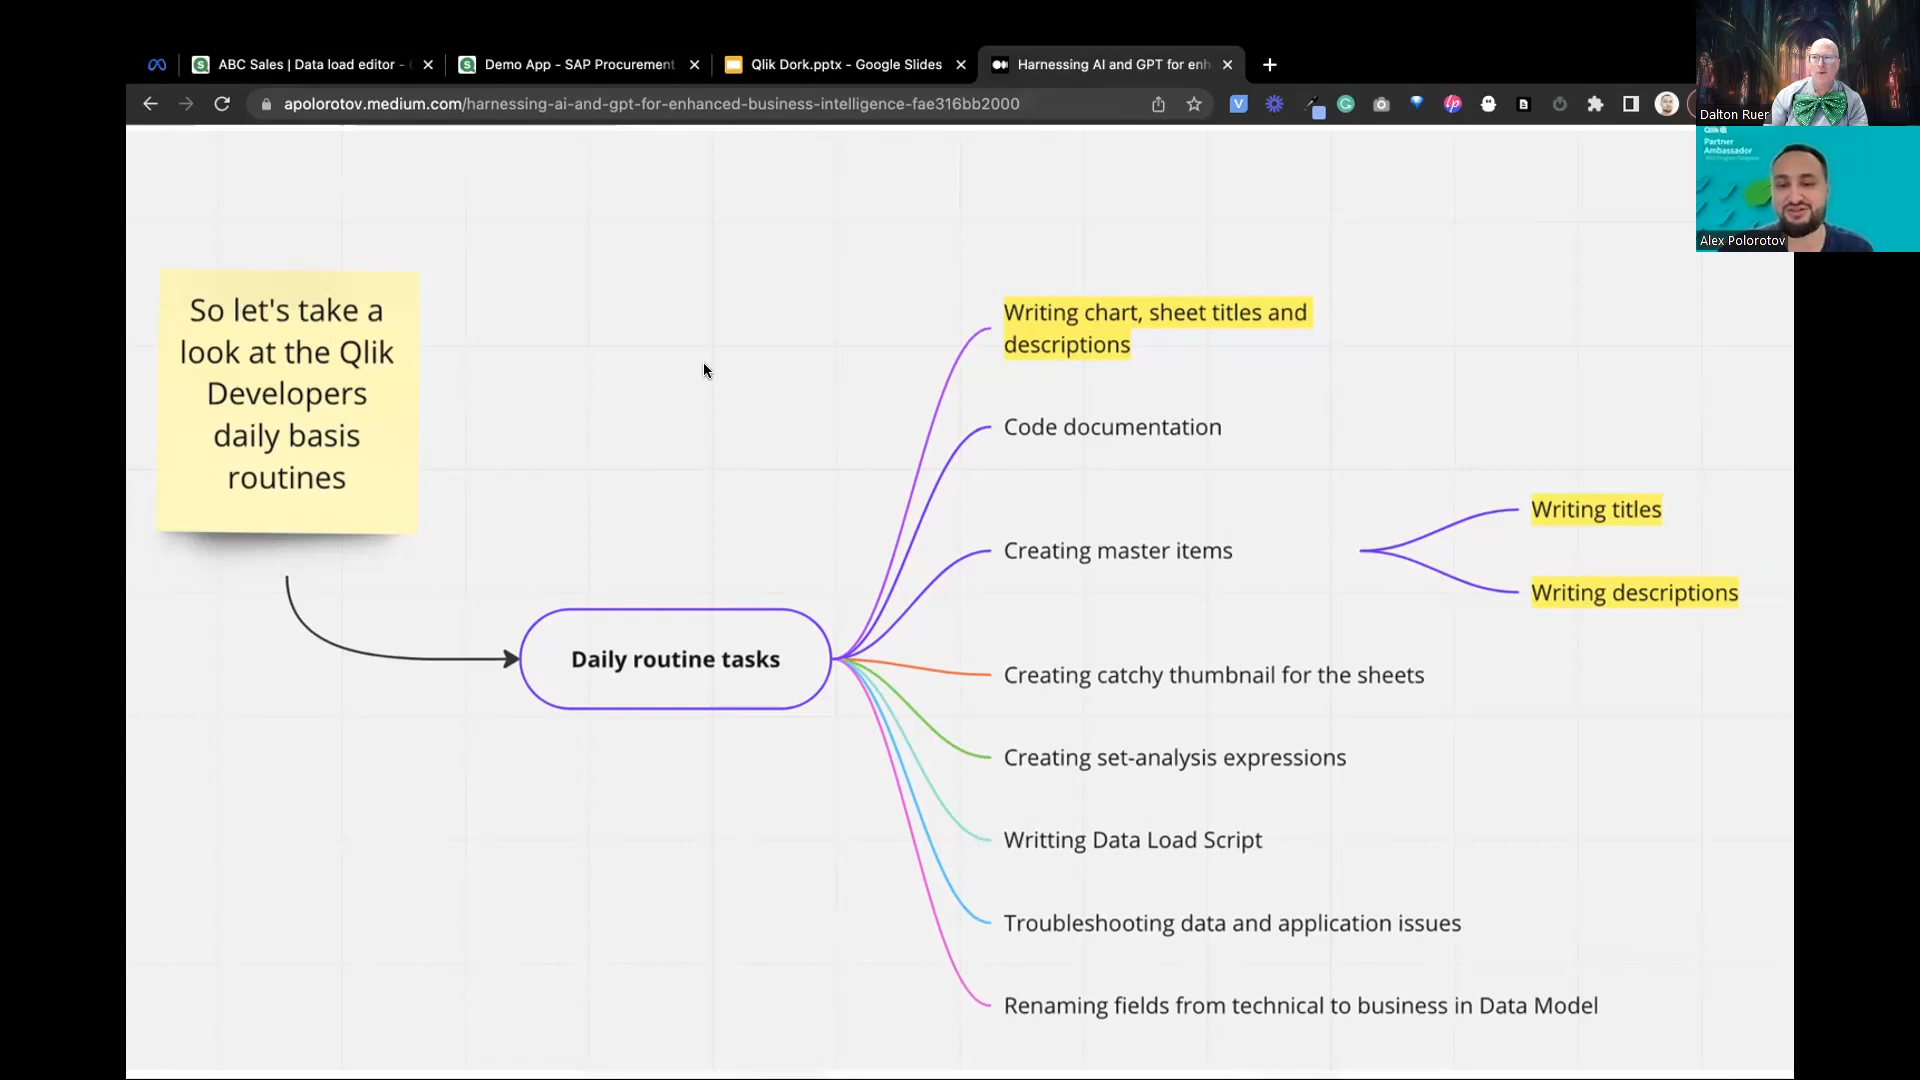 ABC Sales | Data load editor -
Demo App - SAP Procurement
Qlik Dork.pptx - Google Slides
Harnessing AI and GPT for enh
apolorotov.medium.com/harnessing-ai-and-gpt-for-enhanced-business-intelligence-fae316bb2000
Dalton Ruer
Qlik
Partner
Ambassador
Alex Polorotov
So let's take a
look at the Qlik
Developers
daily basis
routines
Daily routine tasks
Writing chart, sheet titles and
descriptions
Code documentation
Creating master items
Writing titles
Writing descriptions
Creating catchy thumbnail for the sheets
Creating set-analysis expressions
Writting Data Load Script
Troubleshooting data and application issues
Renaming fields from technical to business in Data Model